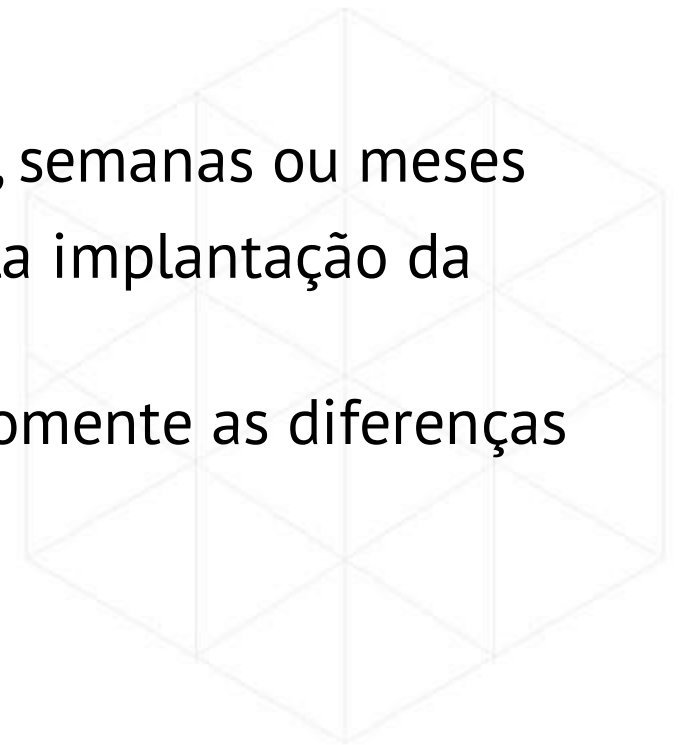 , semanas ou meses
a implantação da
omente as diferenças